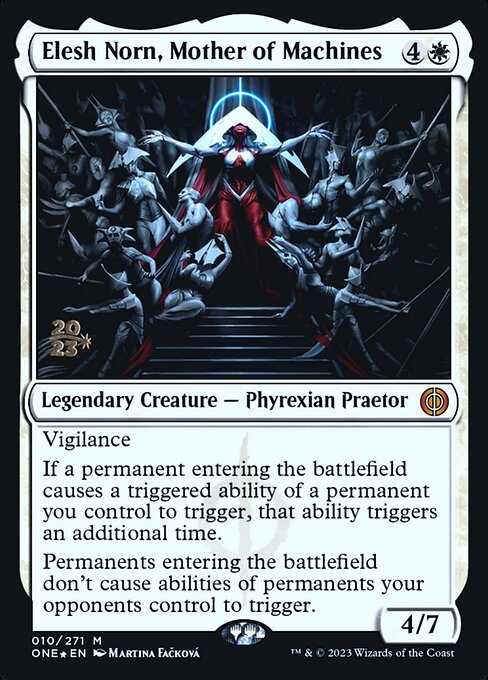 Elesh Norn, Mother of Machines 4
20
23
Legendary Creature — Phyrexian Praetor
Vigilance
If a permanent entering the battlefield
causes a triggered ability of a permanent
you control to trigger, that ability triggers
an additional time.
Permanents entering the battlefield
don't cause abilities of permanents your
opponents control to trigger.
4/7
010/271 M
ONE★EN Martina Fačková
™ & © 2023 Wizards of the Coast